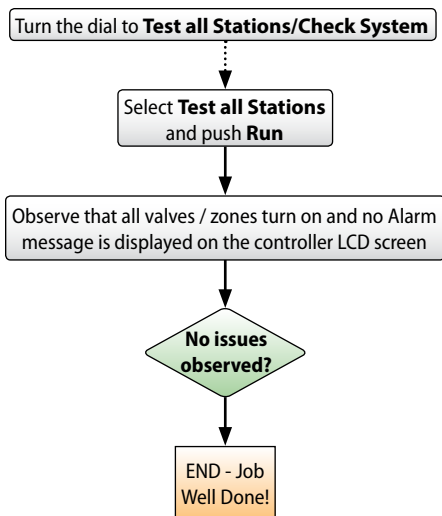 Turn the dial to Test all Stations/Check System
Select Test all Stations
and push Run
Observe that all valves / zones turn on and no Alarm
message is displayed on the controller LCD screen
No issues
observed?
END - Job
Well Done!